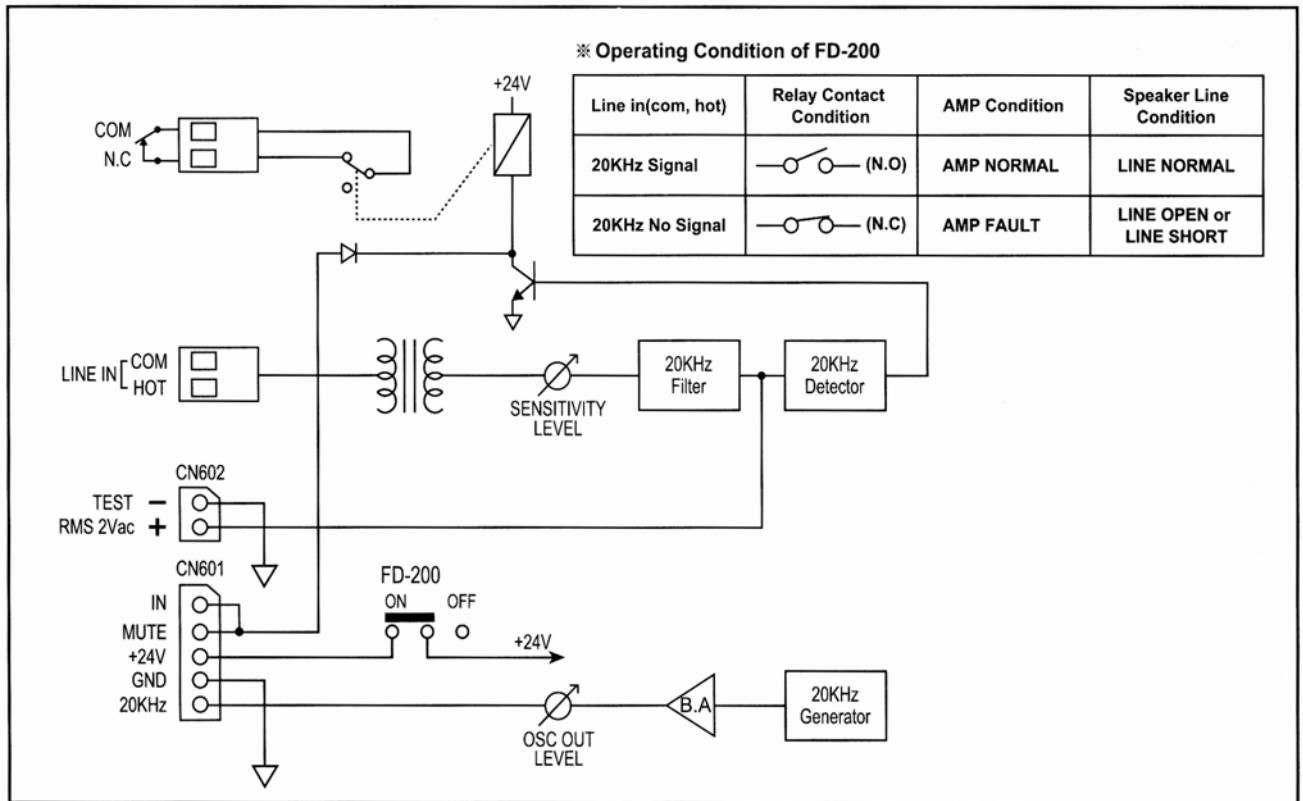 ※ Operating Condition of FD-200
Line in(com, hot)
Relay Contact
Condition
AMP Condition
Speaker Line
Condition
20KHz Signal
(N.O)
AMP NORMAL
LINE NORMAL
20KHz No Signal
(N.C)
AMP FAULT
LINE OPEN or
LINE SHORT
+24V
COM
N.C
LINE IN
COM
HOT
SENSITIVITY
LEVEL
20KHz
Filter
20KHz
Detector
CN602
TEST −
RMS 2Vac +
CN601
IN
MUTE
+24V
GND
20KHz
FD-200
ON
OFF
+24V
OSC OUT
LEVEL
B.A
20KHz
Generator